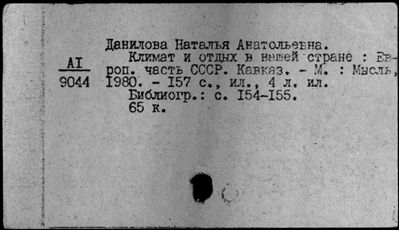 Данилова Наталья Анатольевна.
Климат и отдых в нашей стране : Ев-
роп. часть СССР. Кавказ. - М. : Мысль,
1980. - 157 с., ил., 4 л. ил.
Библиогр.: с. 154-155.
65 к.
АI
9044